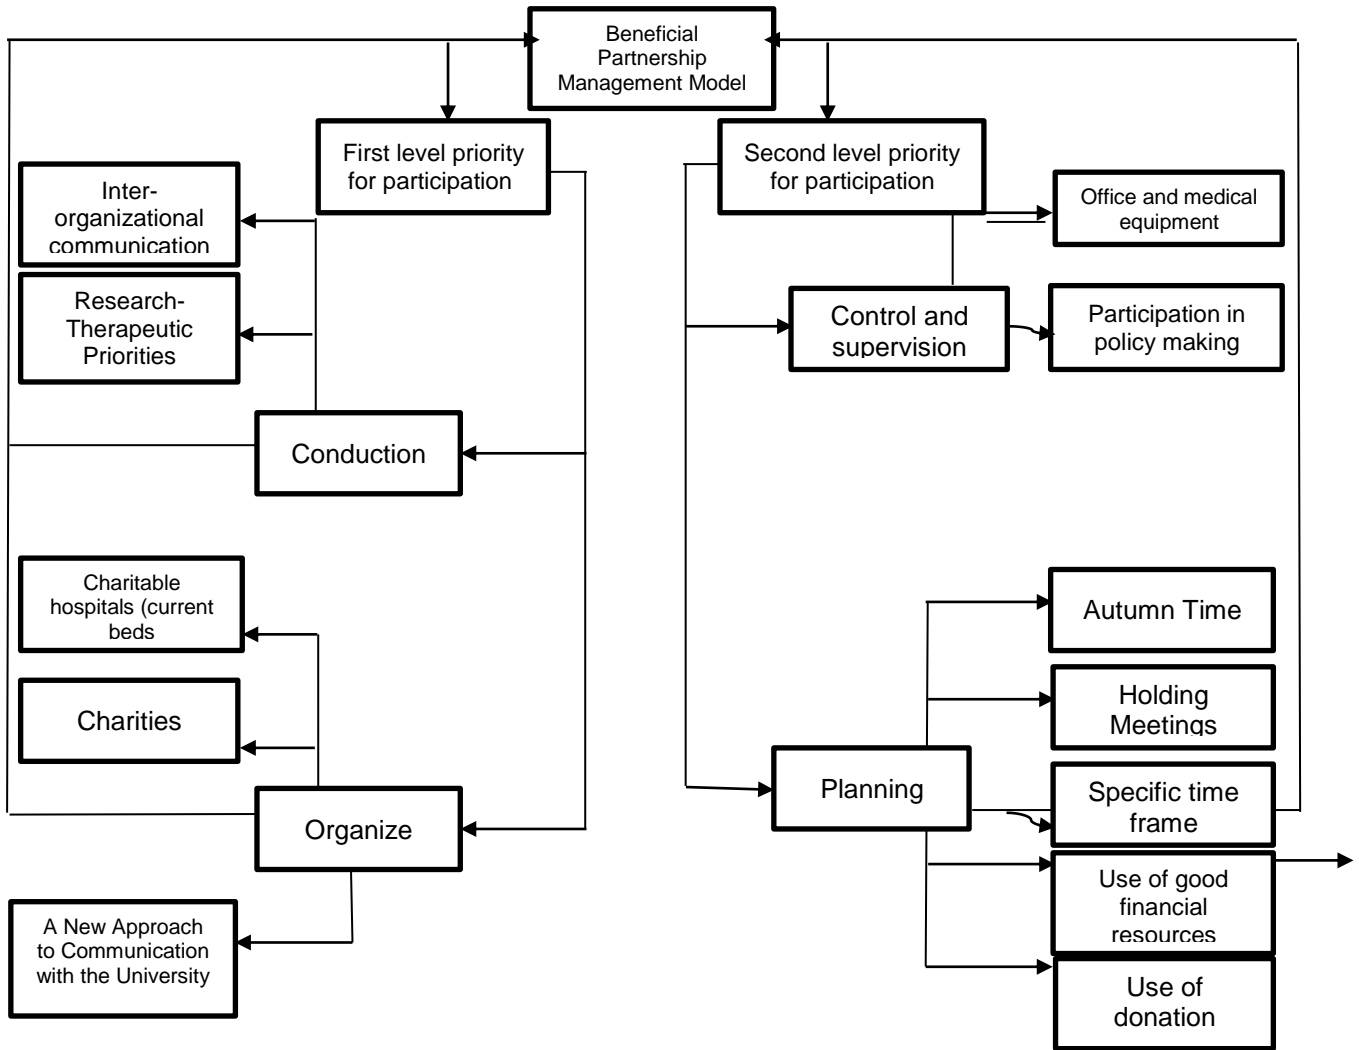 Beneficial
Partnership
Management Model
First level priority
for participation
Second level priority
for participation
Inter-
organizational
communication
Office and medical
equipment
Research-
Therapeutic
Priorities
Control and
supervision
Participation in
policy making
Conduction
Charitable
hospitals (current
beds
Autumn Time
Charities
Holding
Meetings
Planning
Specific time
frame
Organize
Use of good
financial
resources
A New Approach
to Communication
with the University
Use of
donation